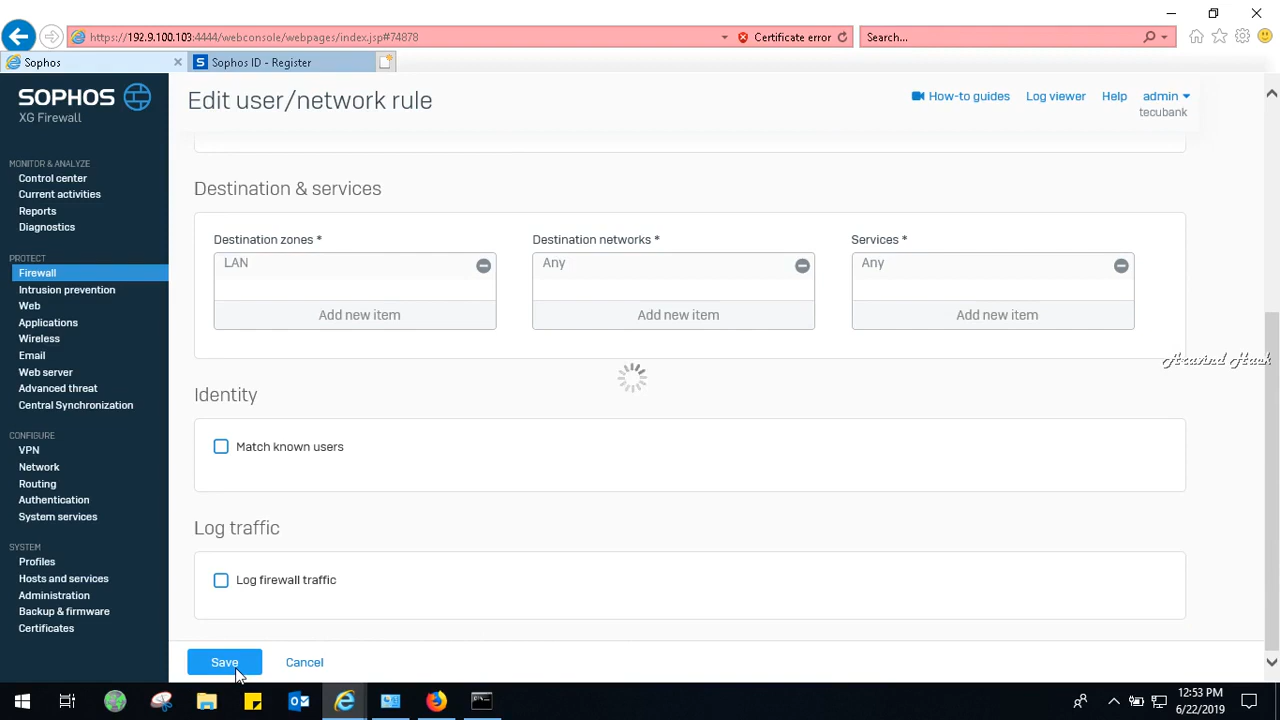 https://192.9.100.103:4444/webconsole/webpages/index.jsp#74878
Certificate error
Search...
Sophos
Sophos ID - Register
SOPHOS
XG Firewall
Edit user/network rule
How-to guides
Log viewer
Help
admin
tecubank
MONITOR & ANALYZE
Control center
Current activities
Reports
Diagnostics
PROTECT
Firewall
Intrusion prevention
Web
Applications
Wireless
Email
Web server
Advanced threat
Central Synchronization
CONFIGURE
VPN
Network
Routing
Authentication
System services
SYSTEM
Profiles
Hosts and services
Administration
Backup & firmware
Certificates
Destination & services
Destination zones *
LAN
Add new item
Destination networks *
Any
Add new item
Services *
Any
Add new item
Aravind Hack
Identity
Match known users
Log traffic
Log firewall traffic
Save
Cancel
12:53 PM
6/22/2019